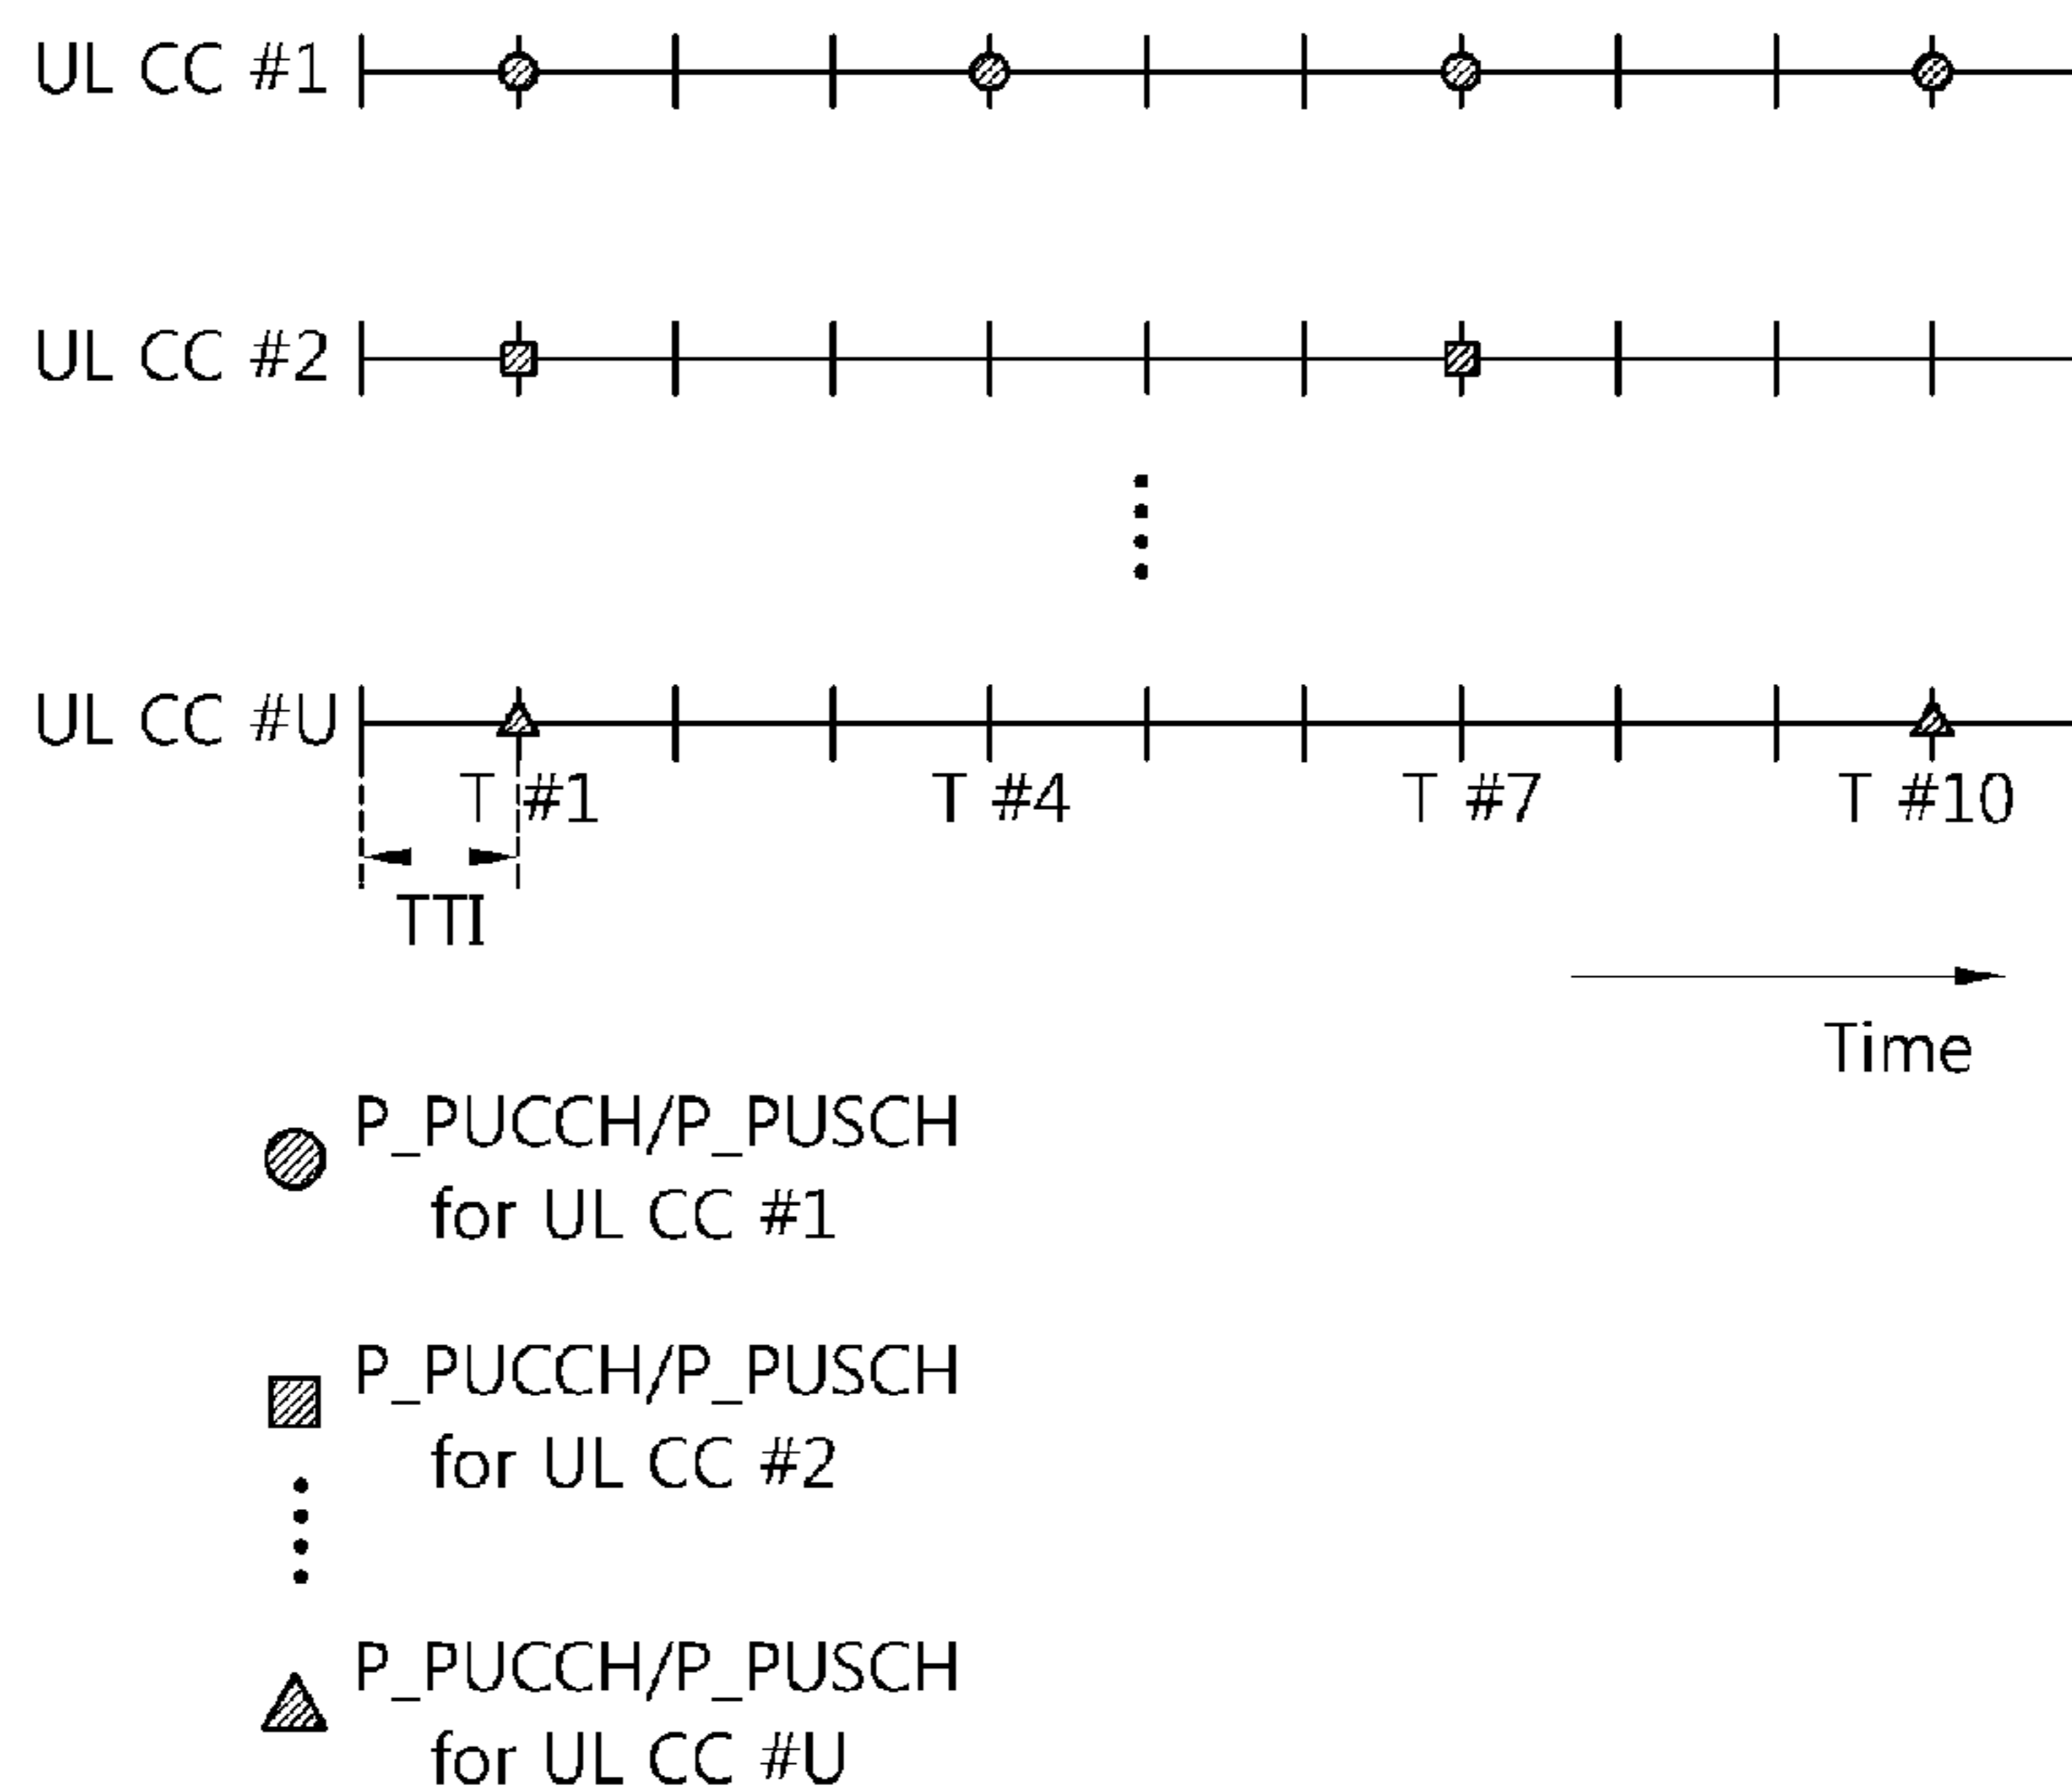 UL CC #1
UL CC #2
UL CC #U
T #1 T #4 T #7 T #10
TTI
Time
P_PUCCH/P_PUSCH
for UL CC #1
P_PUCCH/P_PUSCH
for UL CC #2
P_PUCCH/P_PUSCH
for UL CC #U